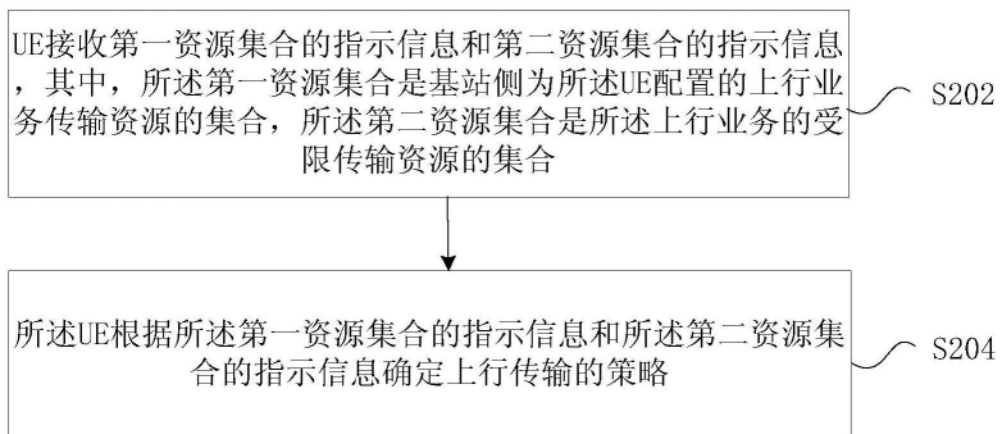 UE接收第一资源集合的指示信息和第二资源集合的指示信息
，其中，所述第一资源集合是基站侧为所述UE配置的上行业
务传输资源的集合，所述第二资源集合是所述上行业务的受
限传输资源的集合
S202
所述UE根据所述第一资源集合的指示信息和所述第二资源集
合的指示信息确定上行传输的策略
S204